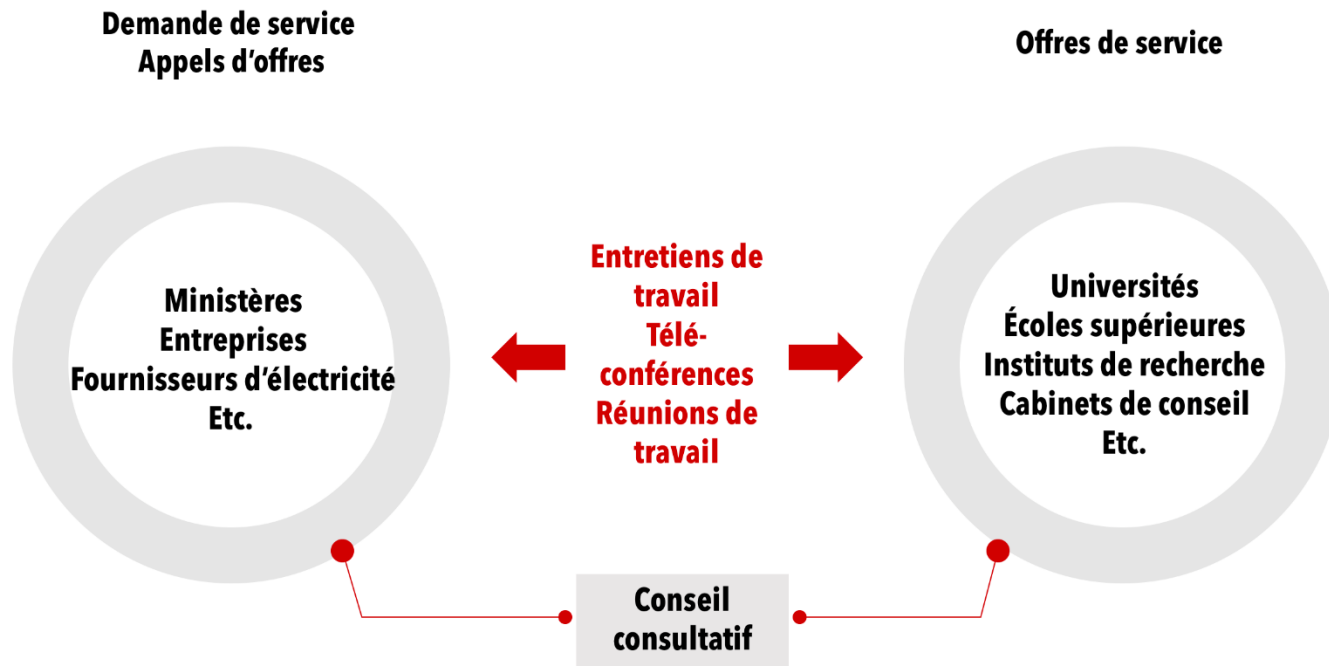 Demande de service
Appels d’offres
Offres de service
Ministères
Entreprises
Fournisseurs d’électricité
Etc.
Entretiens de
travail
Télé-
conférences
Réunions de
travail
Universités
Écoles supérieures
Instituts de recherche
Cabinets de conseil
Etc.
Conseil
consultatif